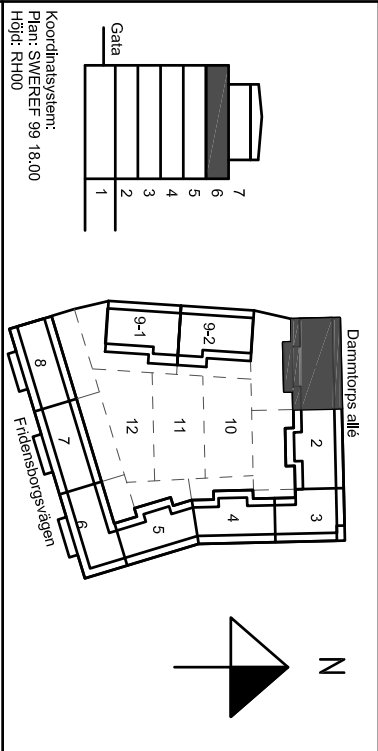 Gata
1
2
3
4
5
6
7
Koordinatsystem:
Plan: SWEREF 99 18.00
Höjd: RH00
Dammtorps allé
2
3
4
5
6
7
8
9-1
9-2
10
11
12
Fridensborgsvägen
N